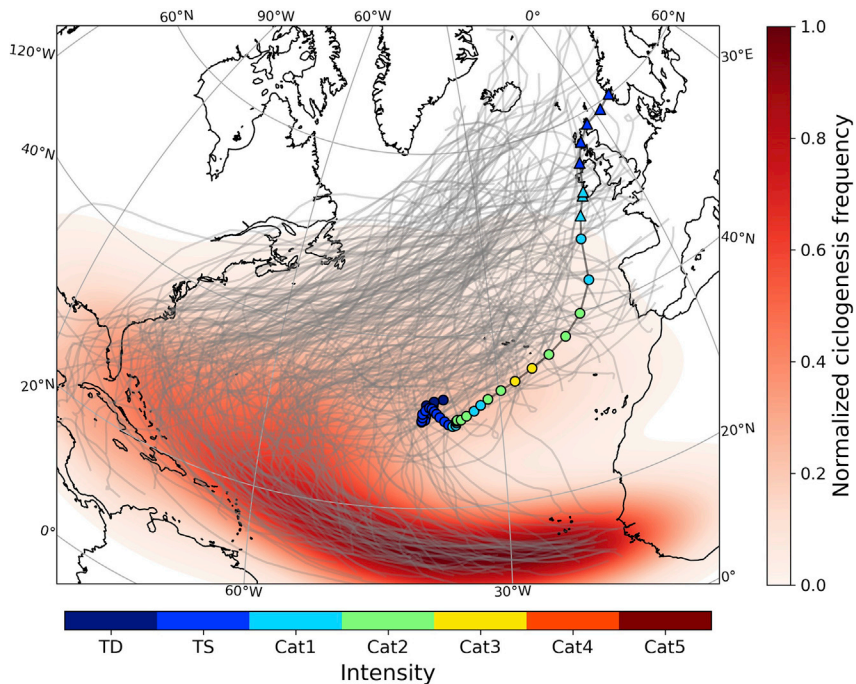 60°N 90°W 60°W 0° 60°N
120°W
30°E
40°N
40°N
20°N
20°N
0°
0°
60°W 30°W
1.0
0.8
0.6
0.4
0.2
0.0
Normalized ciclogenesis frequency
TD TS Cat1 Cat2 Cat3 Cat4 Cat5
Intensity